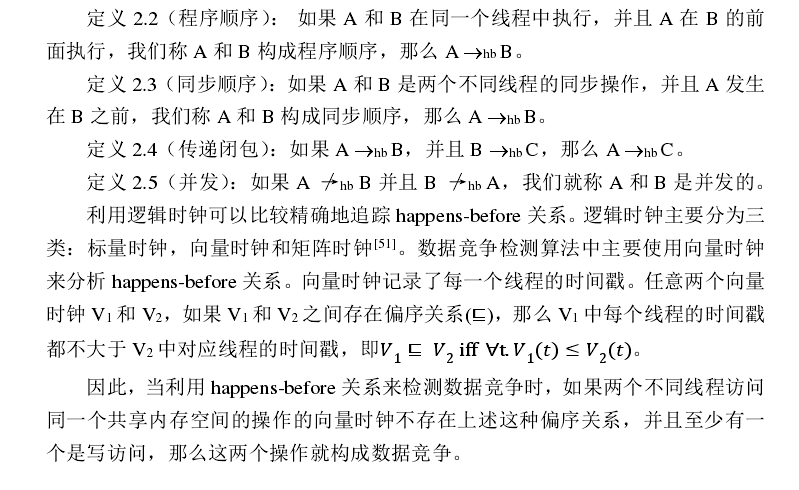 定义 2.2（程序顺序）： 如果 A 和 B 在同一个线程中执行，并且 A 在 B 的前
面执行，我们称 A 和 B 构成程序顺序，那么 A →hb B。
定义 2.3（同步顺序）：如果 A 和 B 是两个不同线程的同步操作，并且 A 发生
在 B 之前，我们称 A 和 B 构成同步顺序，那么 A →hb B。
定义 2.4（传递闭包）：如果 A →hb B，并且 B →hb C，那么 A →hb C。
定义 2.5（并发）：如果 A ↛hb B 并且 B ↛hb A，我们就称 A 和 B 是并发的。
利用逻辑时钟可以比较精确地追踪 happens-before 关系。逻辑时钟主要分为三
类：标量时钟，向量时钟和矩阵时钟[51]。数据竞争检测算法中主要使用向量时钟
来分析 happens-before 关系。向量时钟记录了每一个线程的时间戳。任意两个向量
时钟 V1 和 V2，如果 V1 和 V2 之间存在偏序关系(⊑)，那么 V1 中每个线程的时间戳
都不大于 V2 中对应线程的时间戳，即V1 ⊑ V2 iff ∀t. V1(t) ≤ V2(t)。
因此，当利用 happens-before 关系来检测数据竞争时，如果两个不同线程访问
同一个共享内存空间的操作的向量时钟不存在上述这种偏序关系，并且至少有一
个是写访问，那么这两个操作就构成数据竞争。